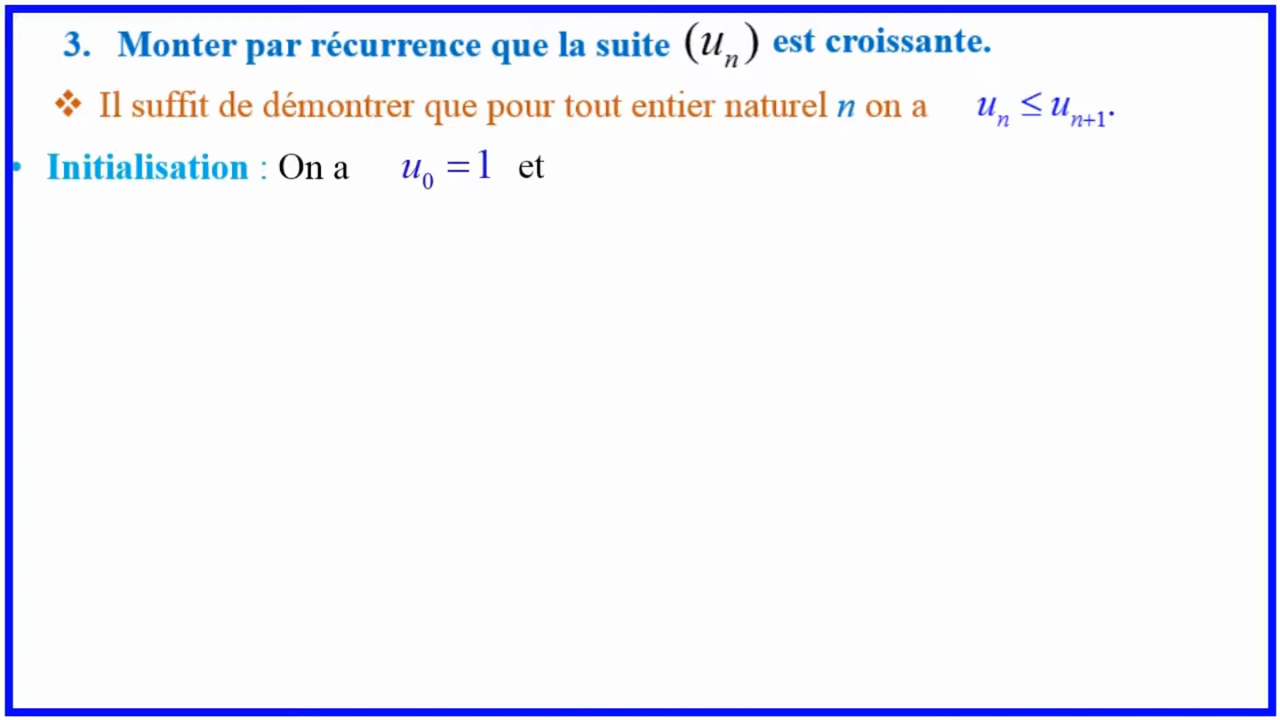 3. Monter par récurrence que la suite (uₙ) est croissante.
❖ Il suffit de démontrer que pour tout entier naturel n on a uₙ ≤ uₙ₊₁.
• Initialisation : On a u₀ = 1 et